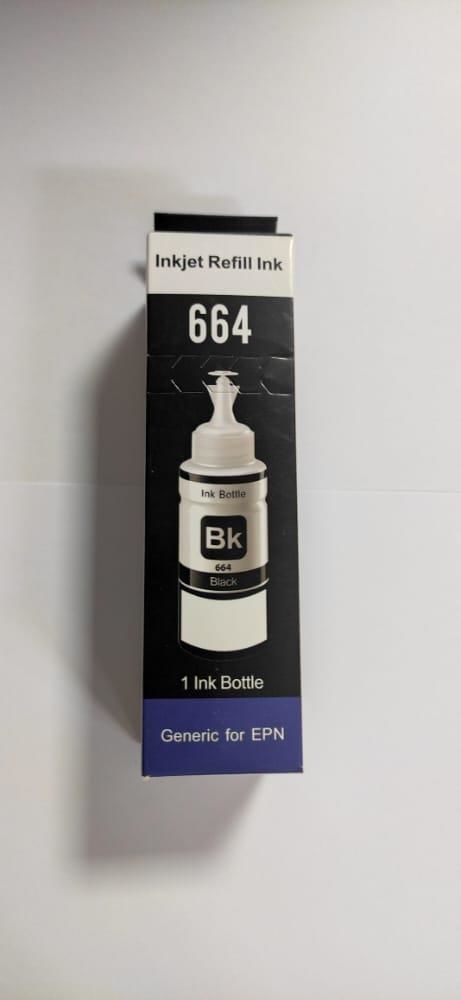 Inkjet Refill Ink
664
Ink Bottle
Bk
664
Black
1 Ink Bottle
Generic for EPN